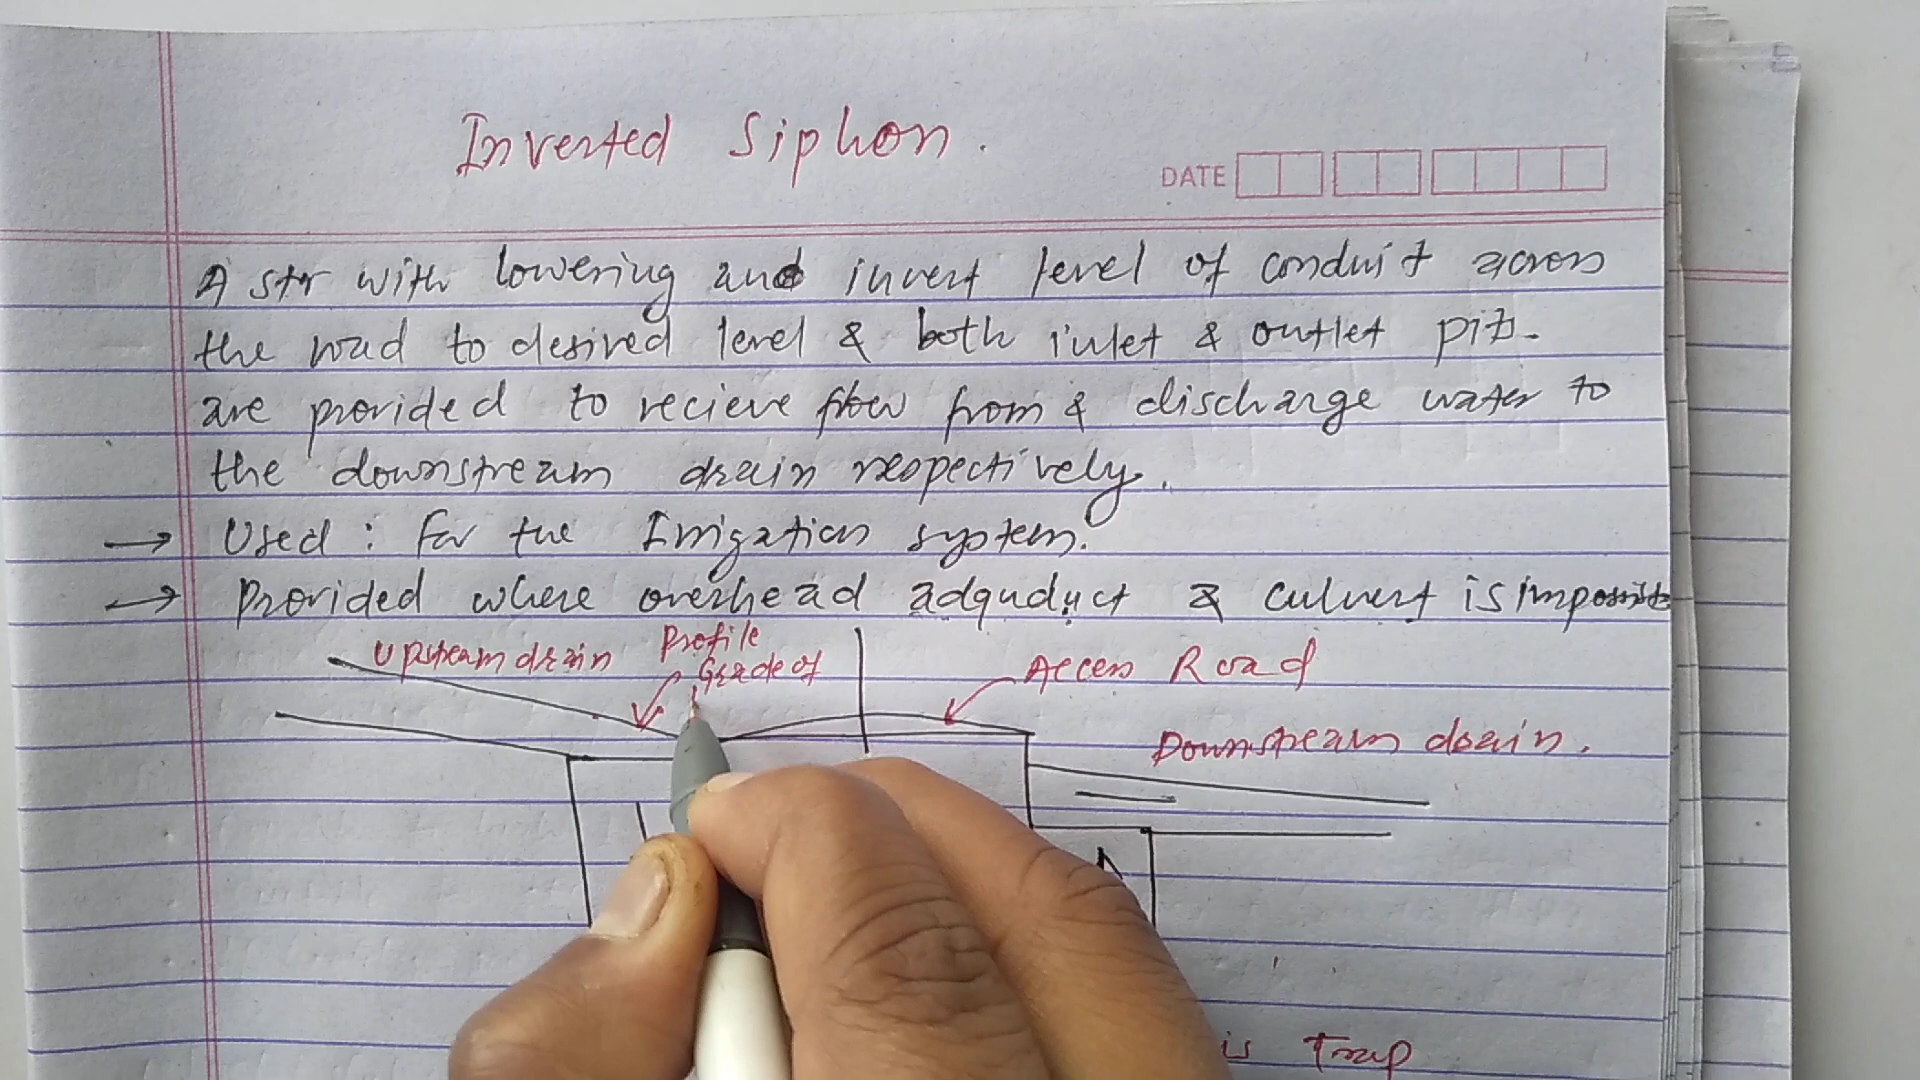 Inverted Siphon.
DATE
A str with lowering and invert level of conduit across
the road to desired level & both inlet & outlet pit.
are provided to recieve flow from & discharge water to
the downstream drain respectively.
→ Used : For the Irrigation system.
→ Provided where overhead adquduct & culvert is impossible
Upstream drain
Profile
Grade of
Access Road
Downstream drain.
is Trap